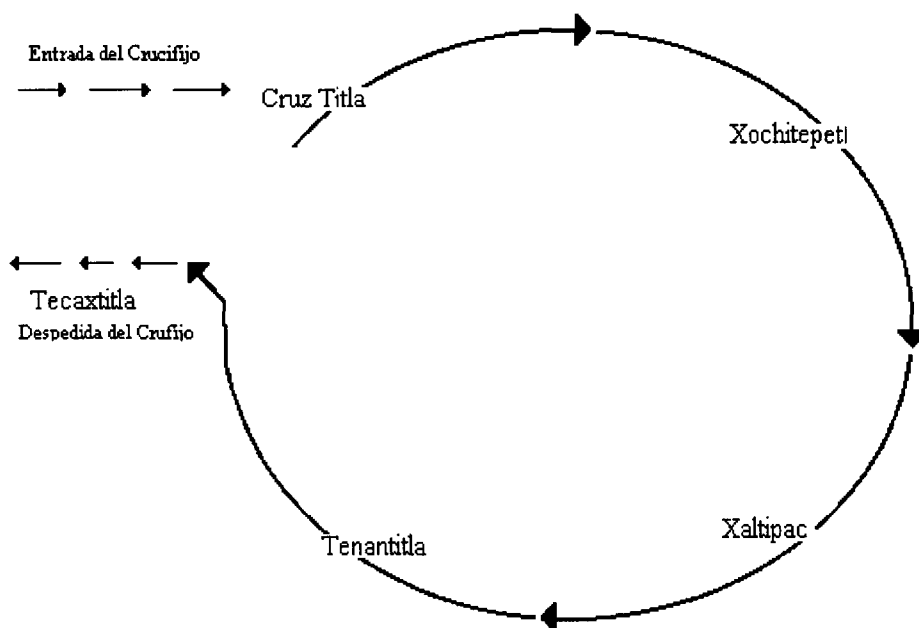 Entrada del Crucifijo
Cruz Titla
Xochitepetl
Tecaxtitla
Despedida del Crufijo
Xaltipac
Tenantitla